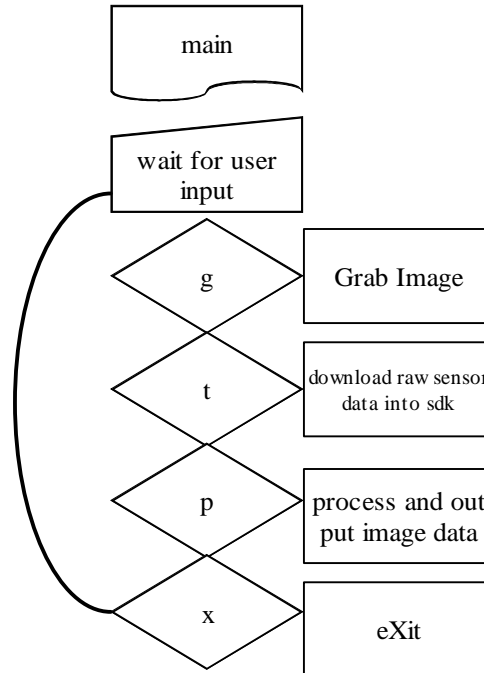 main
wait for user
input
g
Grab Image
t
download raw sensor
data into sdk
p
process and out
put image data
x
eXit